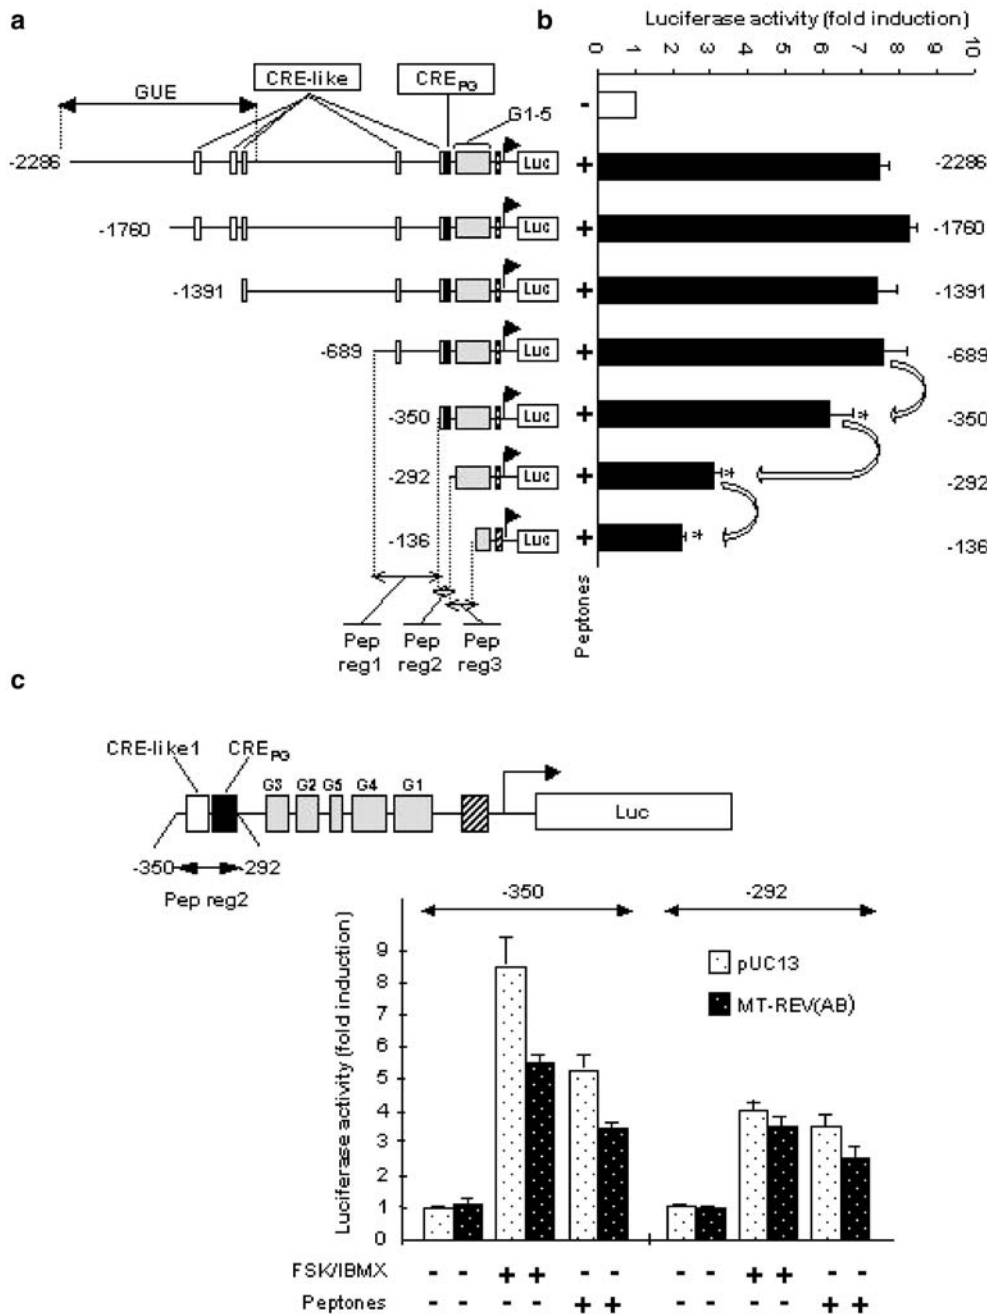 a
b
Luciferase activity (fold induction)
0 1 2 3 4 5 6 7 8 9 10
GUE
CRE-like
CREPG
G1-5
-
-2286
Luc
+
-2286
-1760
Luc
+
-1760
-1391
Luc
+
-1391
-689
Luc
+
-689
-350
Luc
+
*
-350
-292
Luc
+
*
-292
-136
Luc
+
*
-136
Peptones
Pep reg1
Pep reg2
Pep reg3
c
CRE-like1
CREPG
G3 G2 G5 G4 G1
Luc
-350
-292
Pep reg2
-350
-292
Luciferase activity (fold induction)
9
8
7
6
5
4
3
2
1
0
pUC13
MT-REV(AB)
FSK/IBMX - - + + - - - - + + - -
Peptones - - - - + + - - - - + +